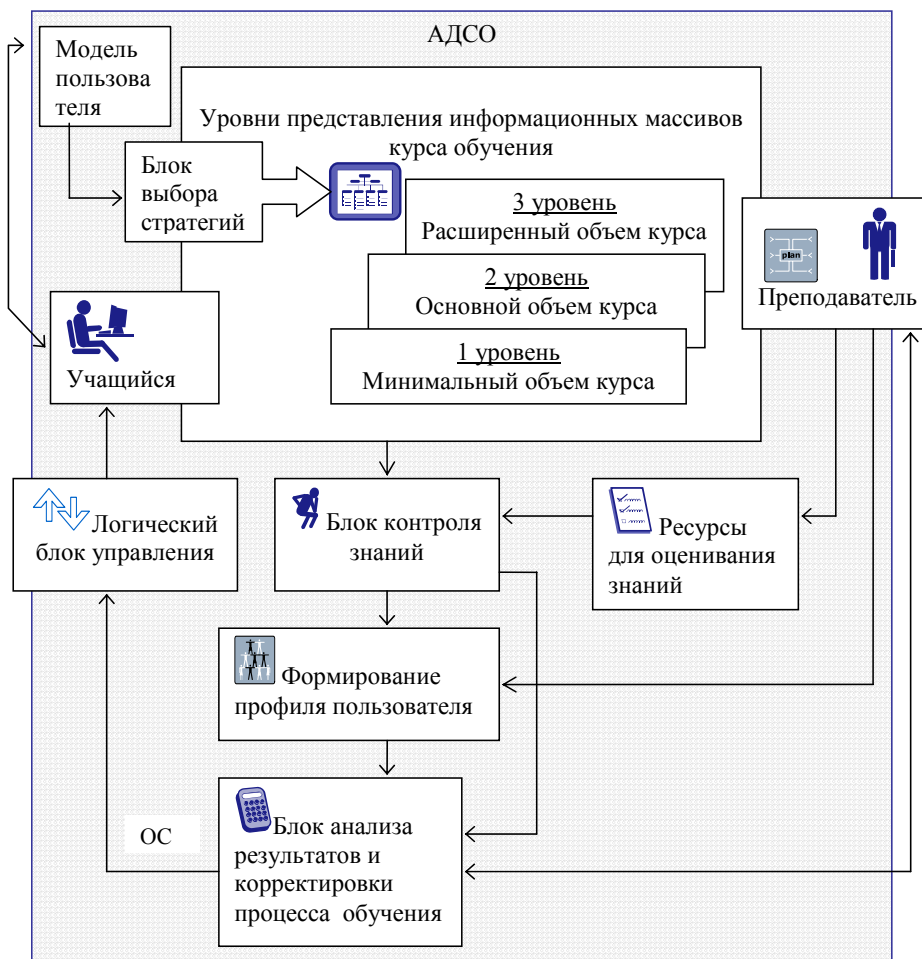 АДСО
Модель
пользова
теля
Уровни представления информационных массивов
курса обучения
Блок
выбора
стратегий
3 уровень
Расширенный объем курса
2 уровень
Основной объем курса
1 уровень
Минимальный объем курса
plan
Преподаватель
Учащийся
Логический
блок управления
Блок контроля
знаний
Ресурсы
для оценивания
знаний
Формирование
профиля пользователя
ОС
Блок анализа
результатов и
корректировки
процесса обучения